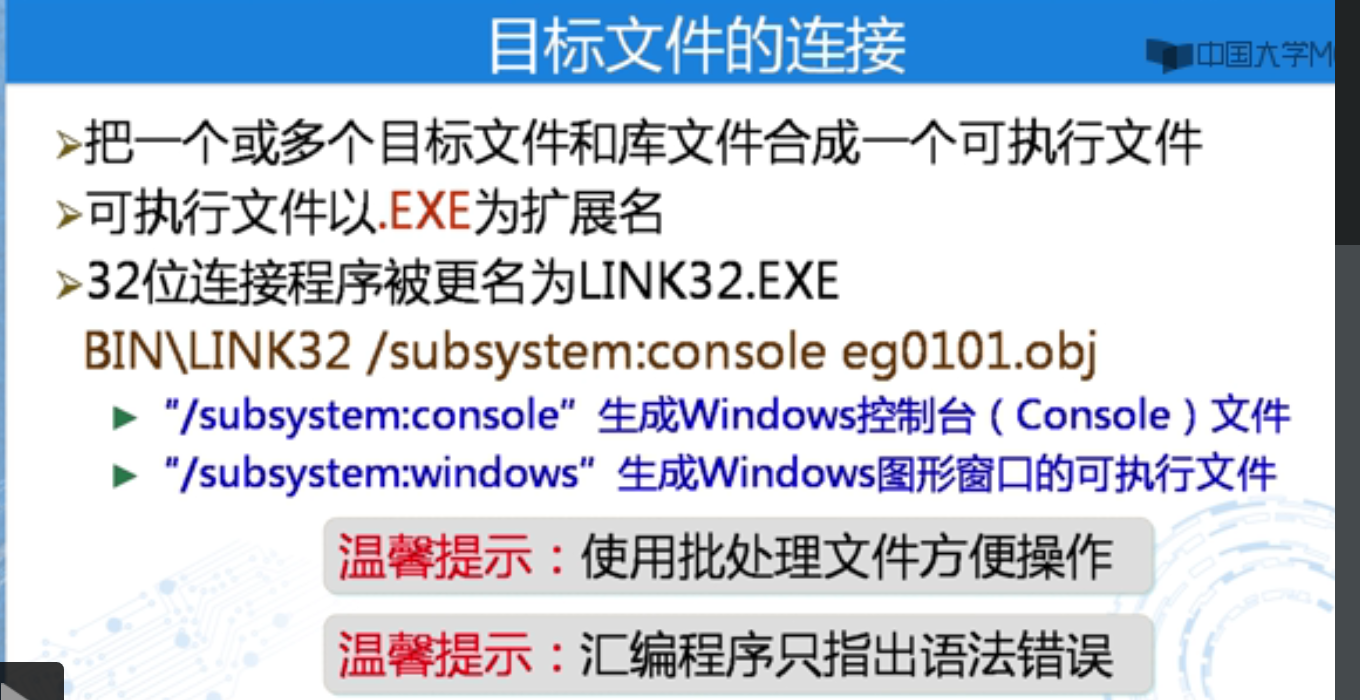 目标文件的连接
中国大学M
把一个或多个目标文件和库文件合成一个可执行文件
可执行文件以.EXE为扩展名
32位连接程序被更名为LINK32.EXE
BIN\LINK32 /subsystem:console eg0101.obj
"/subsystem:console" 生成Windows控制台（Console）文件
"/subsystem:windows" 生成Windows图形窗口的可执行文件
温馨提示：使用批处理文件方便操作
温馨提示：汇编程序只指出语法错误